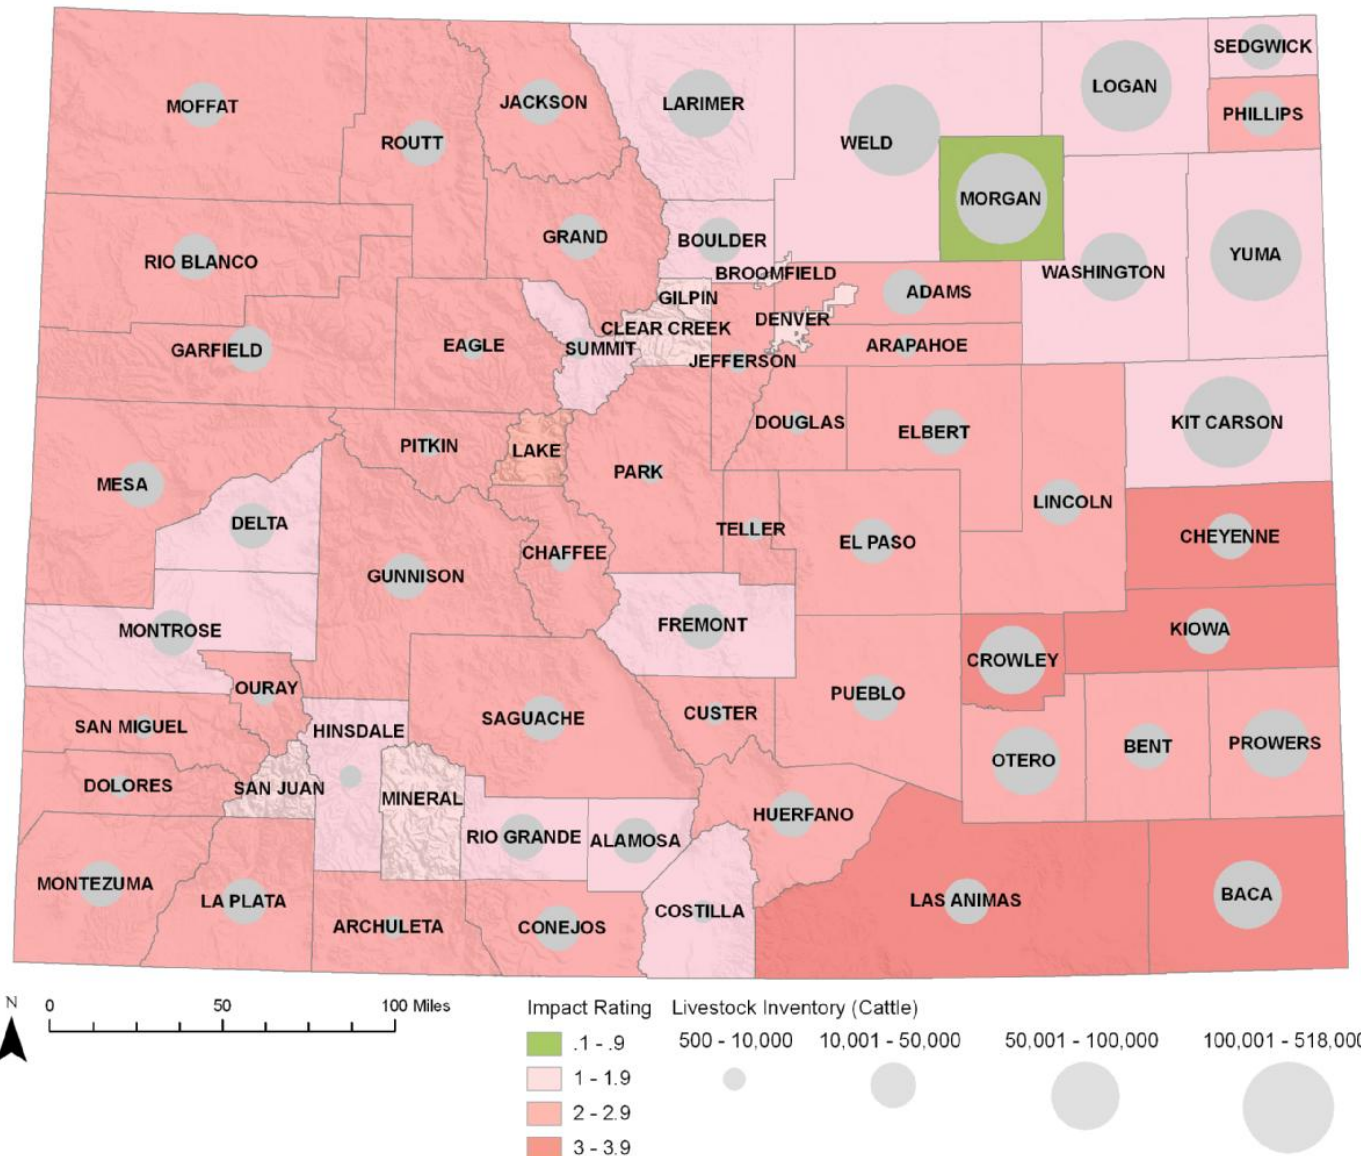 SEDGWICK
LOGAN
JACKSON
LARIMER
MOFFAT
PHILLIPS
ROUTT
WELD
MORGAN
GRAND
BOULDER
YUMA
RIO BLANCO
BROOMFIELD
WASHINGTON
GILPIN
ADAMS
CLEAR CREEK
DENVER
GARFIELD
EAGLE
SUMMIT
JEFFERSON
ARAPAHOE
PITKIN
LAKE
DOUGLAS
ELBERT
KIT CARSON
MESA
PARK
LINCOLN
DELTA
TELLER
EL PASO
CHEYENNE
CHAFFEE
GUNNISON
MONTROSE
FREMONT
KIOWA
CROWLEY
OURAY
PUEBLO
SAN MIGUEL
HINSDALE
SAGUACHE
CUSTER
OTERO
BENT
PROWERS
DOLORES
SAN JUAN
MINERAL
HUERFANO
RIO GRANDE
ALAMOSA
MONTEZUMA
LA PLATA
ARCHULETA
CONEJOS
COSTILLA
LAS ANIMAS
BACA
N
0 50 100 Miles
Impact Rating
.1 - .9
1 - 1.9
2 - 2.9
3 - 3.9
Livestock Inventory (Cattle)
500 - 10,000 10,001 - 50,000 50,001 - 100,000 100,001 - 518,000